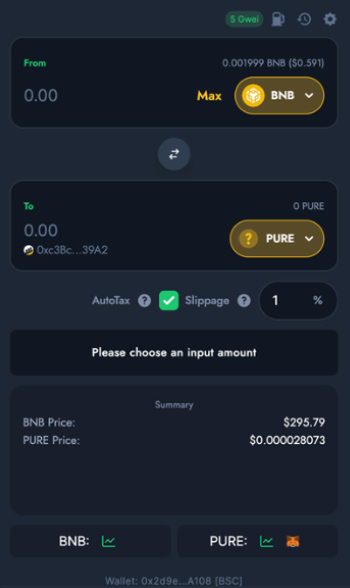 5 Gwei
From 0.001999 BNB ($0.591)
0.00 Max BNB
To 0 PURE
0.00
0xc3Bc...39A2
? PURE
AutoTax ? Slippage ? 1 %
Please choose an input amount
Summary
BNB Price: $295.79
PURE Price: $0.000028073
BNB: PURE:
Wallet: 0x2d9e...A108 [BSC]